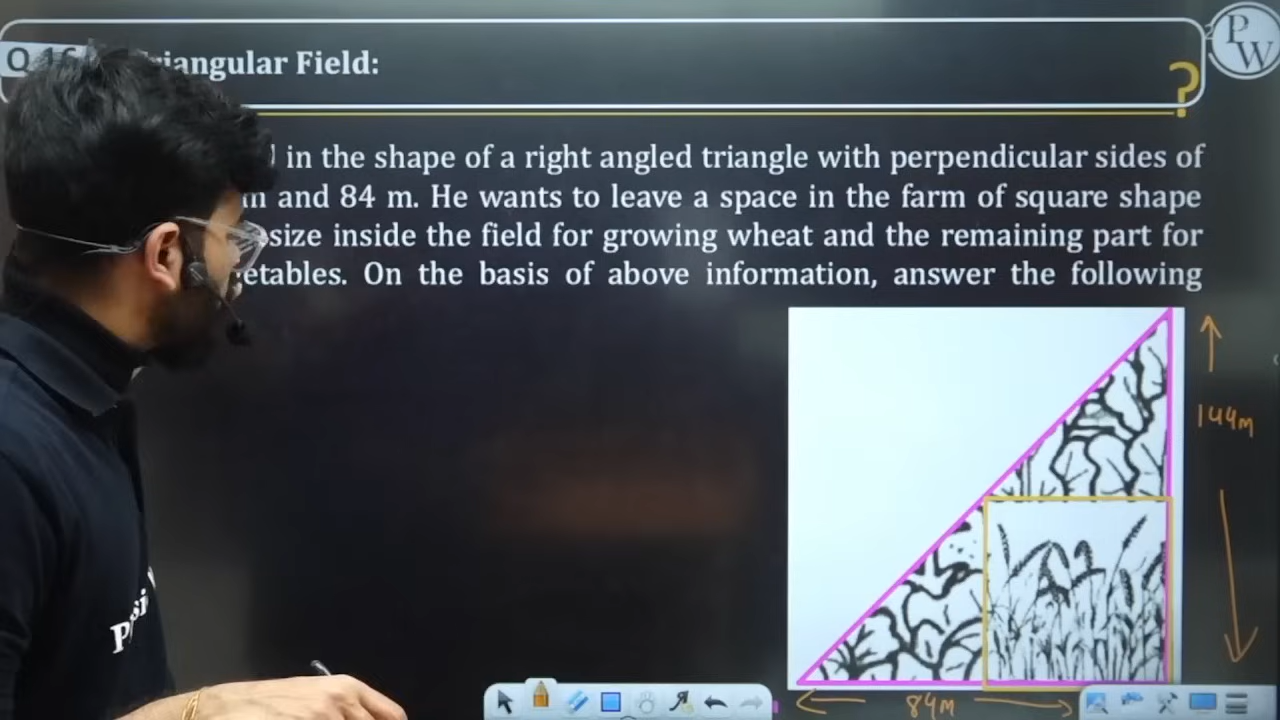 Q 16
Triangular Field:
?
P
W
in the shape of a right angled triangle with perpendicular sides of
and 84 m. He wants to leave a space in the farm of square shape
size inside the field for growing wheat and the remaining part for
etables. On the basis of above information, answer the following
144m
84m